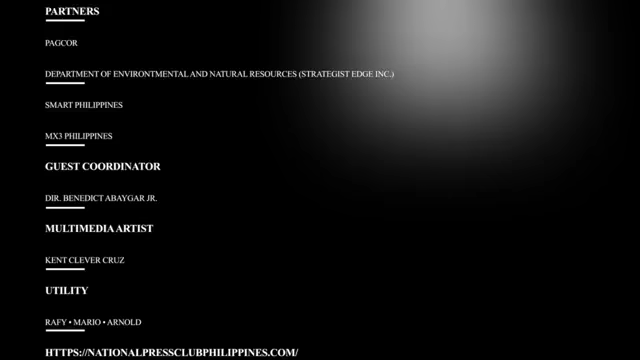 PARTNERS
PAGCOR
DEPARTMENT OF ENVIRONTMENTAL AND NATURAL RESOURCES (STRATEGIST EDGE INC.)
SMART PHILIPPINES
MX3 PHILIPPINES
GUEST COORDINATOR
DIR. BENEDICT ABAYGAR JR.
MULTIMEDIA ARTIST
KENT CLEVER CRUZ
UTILITY
RAFY • MARIO • ARNOLD
HTTPS://NATIONALPRESSCLUBPHILIPPINES.COM/